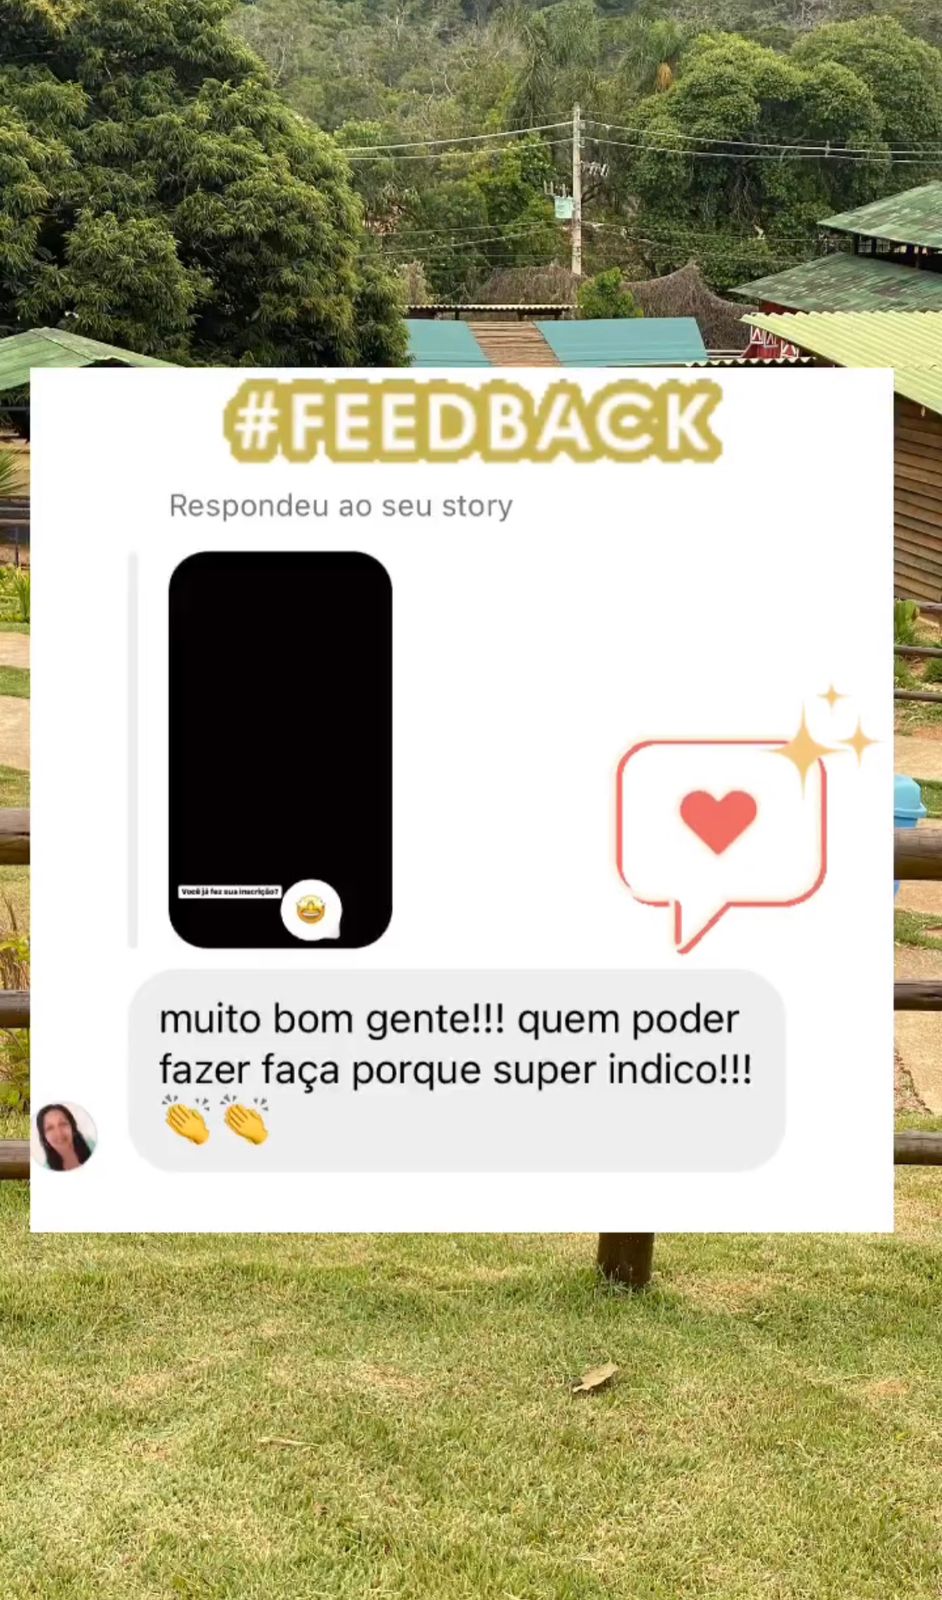 #FEEDBACK
Respondeu ao seu story
Você já fez sua inscrição?
muito bom gente!!! quem poder
fazer faça porque super indico!!!
👏👏